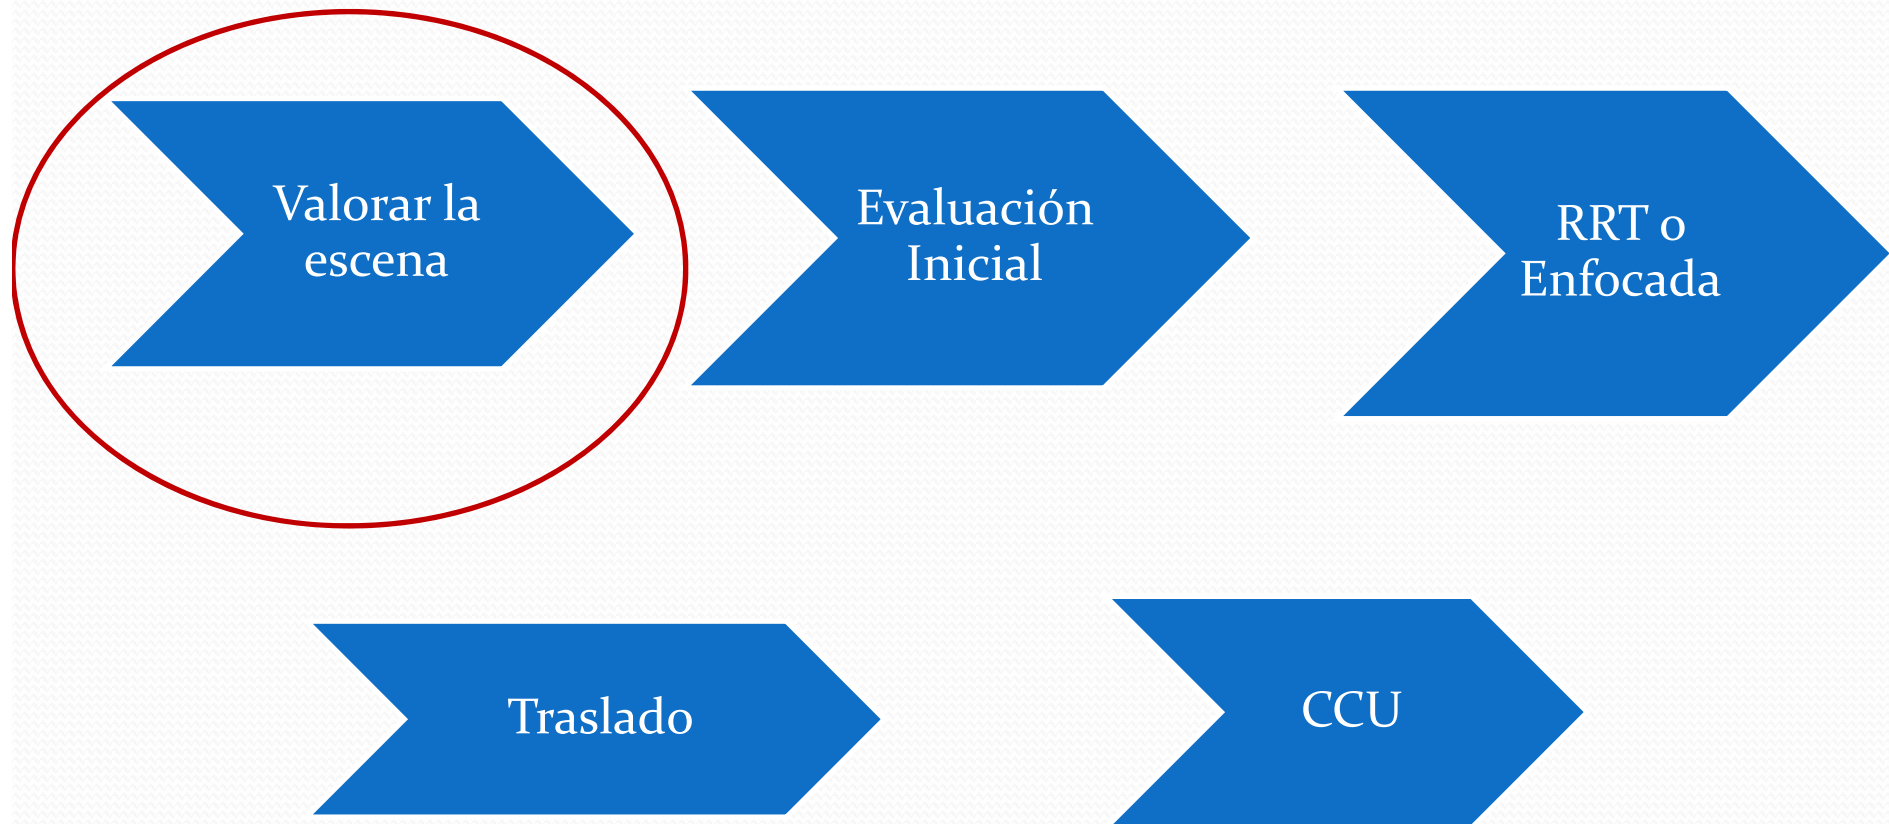 Valorar la
escena
Evaluación
Inicial
RRT o
Enfocada
Traslado
CCU